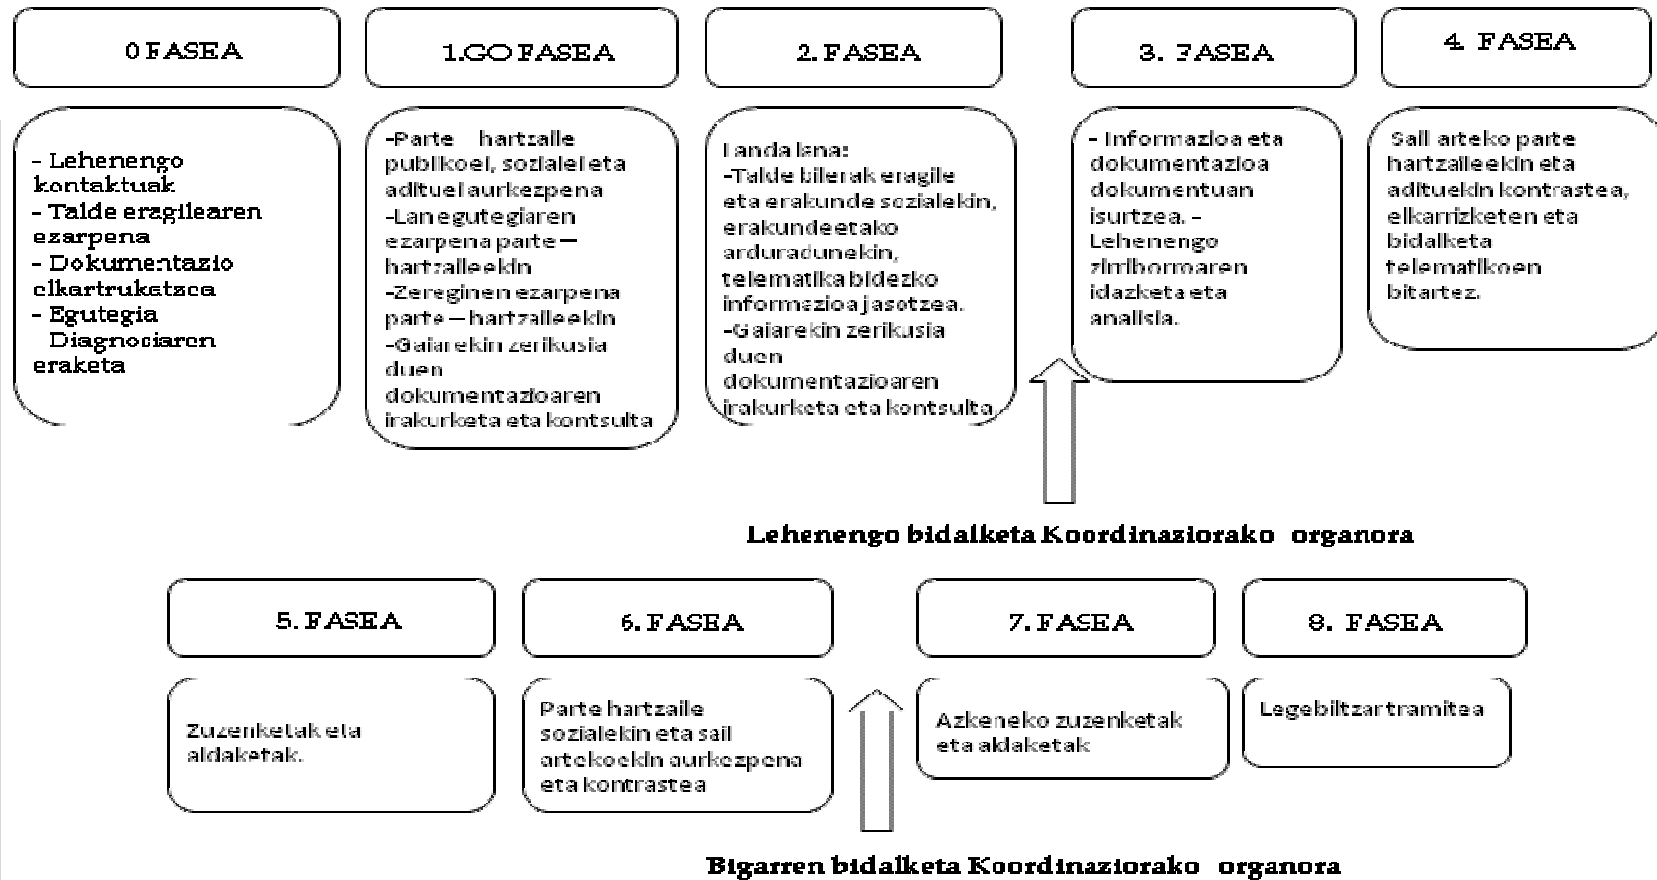 0 FASEA
1.GO FASEA
2. FASEA
3. FASEA
4. FASEA
- Lehenengo
kontaktuak
- Talde eragilearen
ezarpena
- Dokumentazio
elkartrukatzea
- Egutegia
Diagnosiaren
eraketa
-Parte hartzaile
publikoei, sozialei eta
adituei aurkezpena
-Lan egutegiaren
ezarpena parte –
hartzaileekin
-Zereginen ezarpena
parte – hartzaileekin
-Gaiarekin zerikusia
duen
dokumentazioaren
irakurketa eta kontsulta
Landa lana:
-Talde bilerak eragile
eta erakunde sozialekin,
erakundeetako
arduradunekin,
telematika bidezko
informazioa jasotzea.
-Gaiarekin zerikusia
duen
dokumentazioaren
irakurketa eta kontsulta
- Informazioa eta
dokumentazioa
dokumentuan
isurtzea. -
Lehenengo
zirriborroaren
idazketa eta
analisia.
Sail arteko parte
hartzaileekin eta
adituekin kontrastea,
elkarrizketen eta
bidalketa
telematikoen
bitartez.
Lehenengo bidalketa Koordinaziorako organora
5. FASEA
6. FASEA
7. FASEA
8. FASEA
Zuzenketak eta
aldaketak.
Parte hartzaile
sozialekin eta sail
artekoekin aurkezpena
eta kontrastea
Azkeneko zuzenketak
eta aldaketak
Legebiltzar tramitea
Bigarren bidalketa Koordinaziorako organora